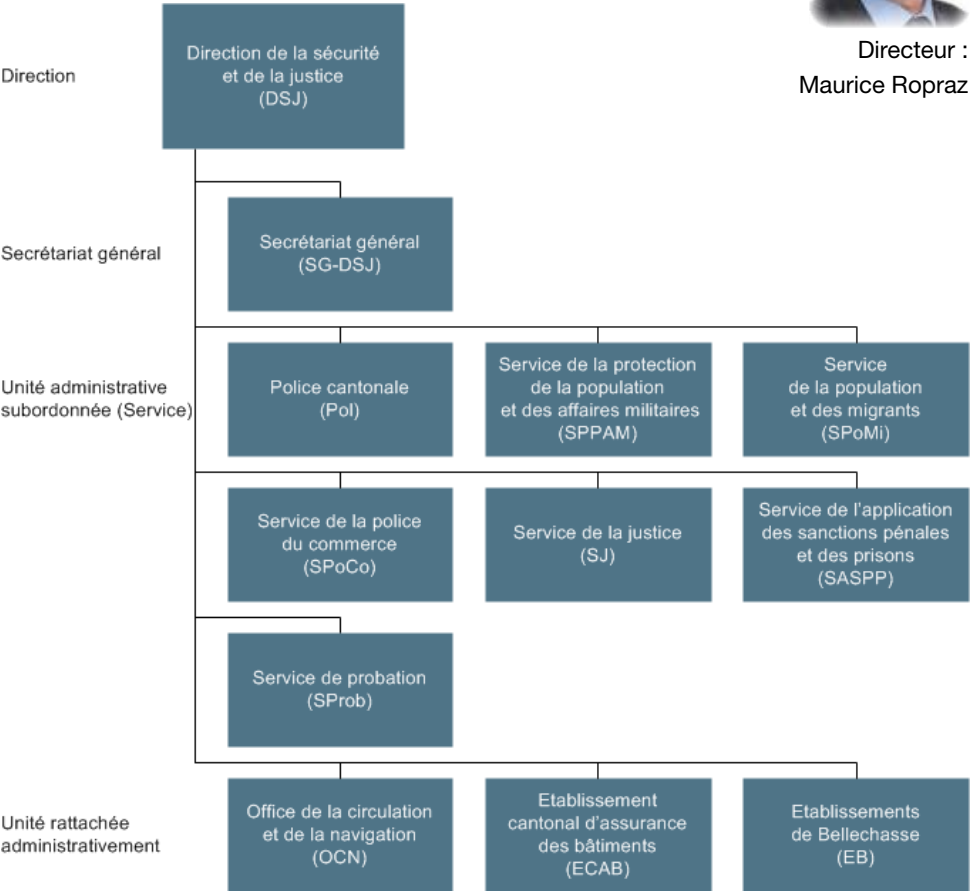 Directeur :
Maurice Ropraz
Direction
Direction de la sécurité
et de la justice
(DSJ)
Secrétariat général
Secrétariat général
(SG-DSJ)
Unité administrative
subordonnée (Service)
Police cantonale
(Pol)
Service de la protection
de la population
et des affaires militaires
(SPPAM)
Service
de la population
et des migrants
(SPoMi)
Service de la police
du commerce
(SPoCo)
Service de la justice
(SJ)
Service de l'application
des sanctions pénales
et des prisons
(SASPP)
Service de probation
(SProb)
Unité rattachée
administrativement
Office de la circulation
et de la navigation
(OCN)
Etablissement
cantonal d'assurance
des bâtiments
(ECAB)
Etablissements
de Bellechasse
(EB)